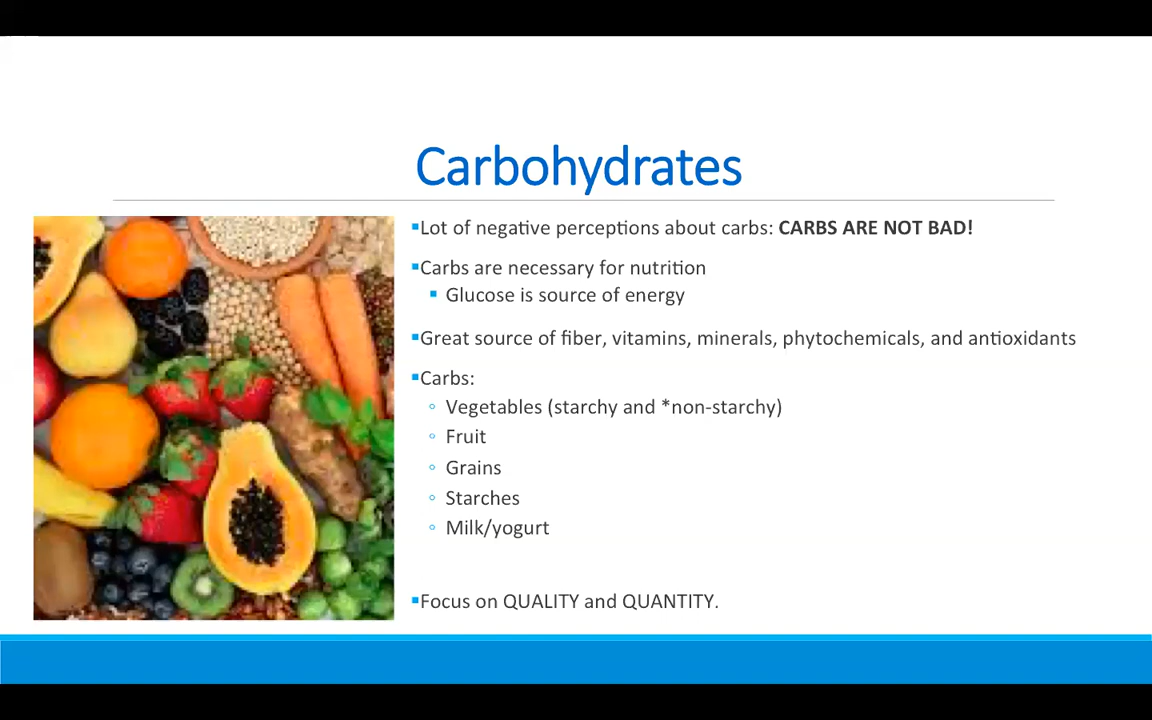 Carbohydrates
▪Lot of negative perceptions about carbs: CARBS ARE NOT BAD!
▪Carbs are necessary for nutrition
▪ Glucose is source of energy
▪Great source of fiber, vitamins, minerals, phytochemicals, and antioxidants
▪Carbs:
◦ Vegetables (starchy and *non-starchy)
◦ Fruit
◦ Grains
◦ Starches
◦ Milk/yogurt
▪Focus on QUALITY and QUANTITY.